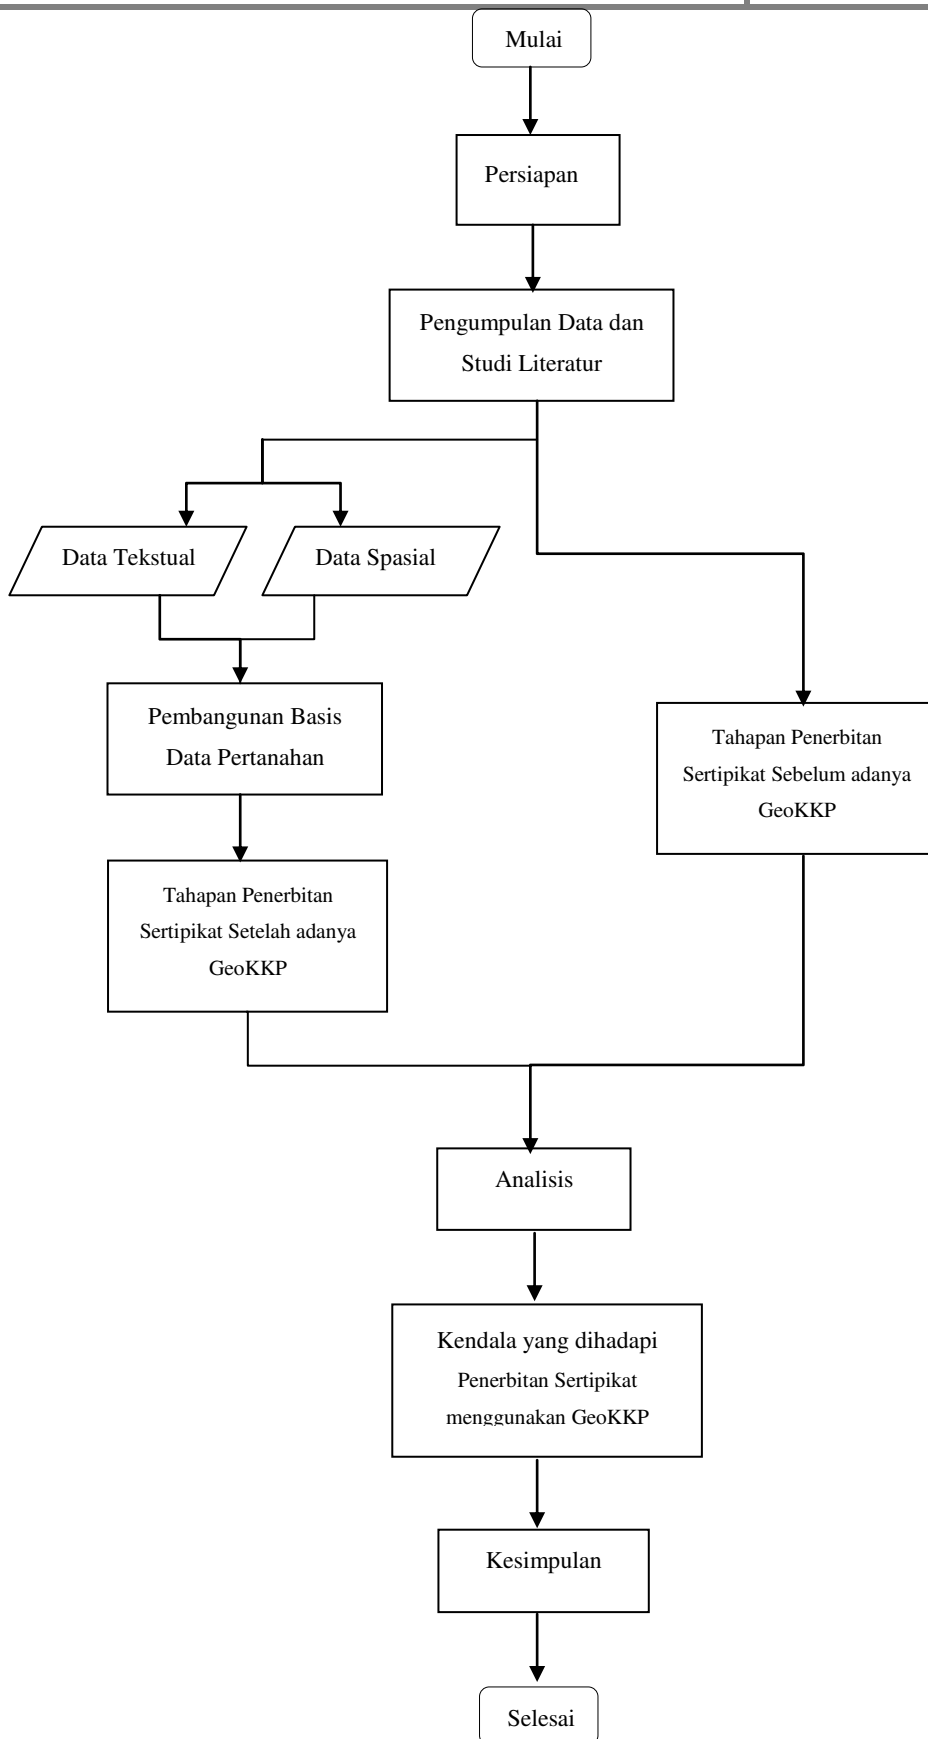 Mulai
Persiapan
Pengumpulan Data dan
Studi Literatur
Data Tekstual
Data Spasial
Pembangunan Basis
Data Pertanahan
Tahapan Penerbitan
Sertipikat Sebelum adanya
GeoKKP
Tahapan Penerbitan
Sertipikat Setelah adanya
GeoKKP
Analisis
Kendala yang dihadapi
Penerbitan Sertipikat
menggunakan GeoKKP
Kesimpulan
Selesai